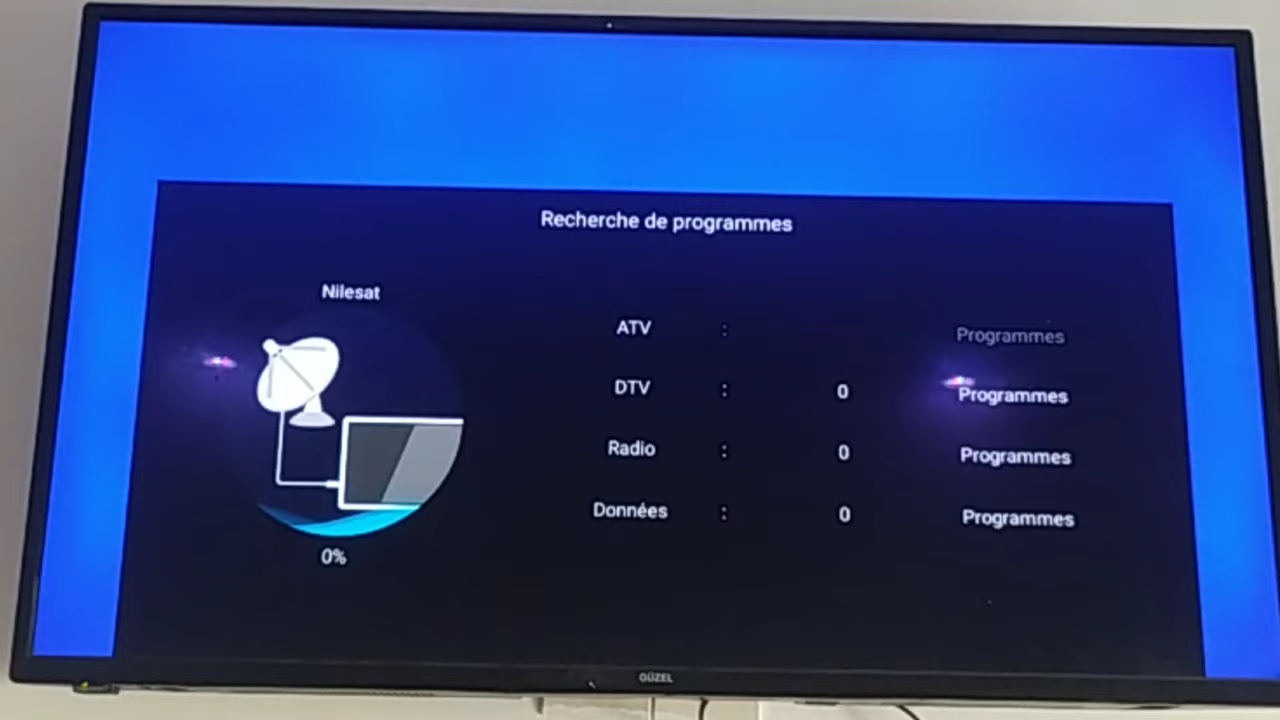 Recherche de programmes
Nilesat
ATV : Programmes
DTV : 0 Programmes
Radio : 0 Programmes
Données : 0 Programmes
0%
GÜZEL